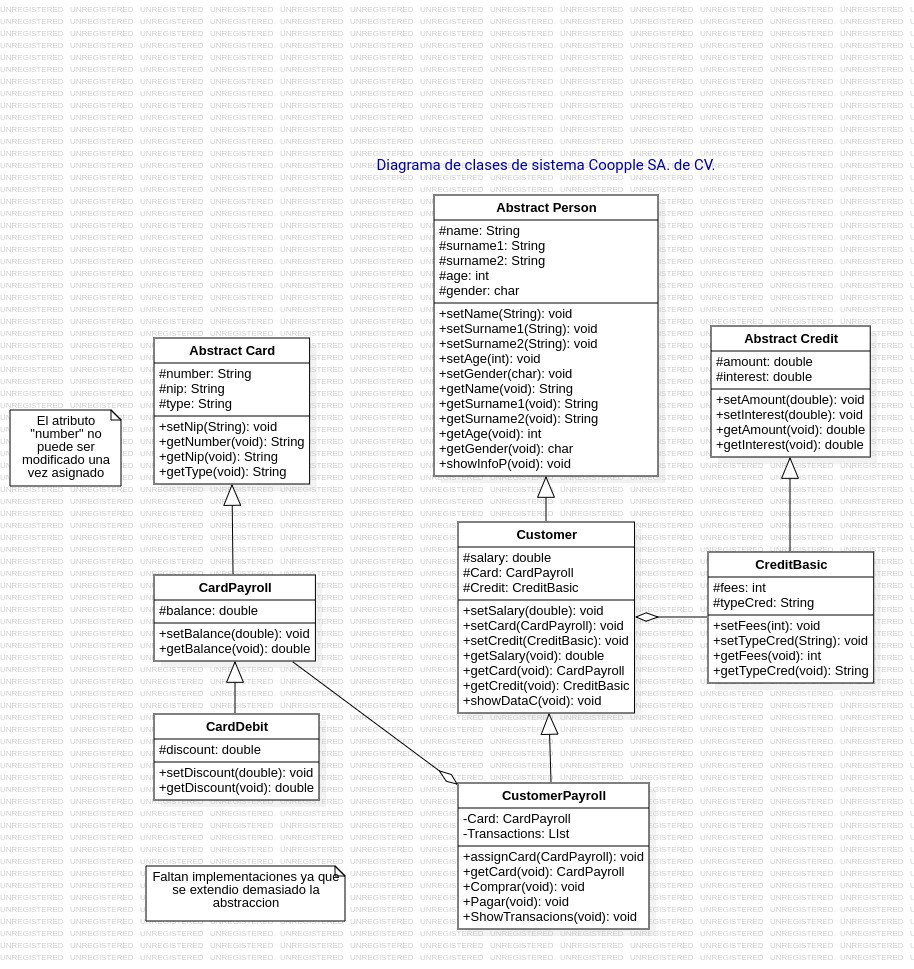 Diagrama de clases de sistema Coopple SA. de CV.
Abstract Person
#name: String
#surname1: String
#surname2: String
#age: int
#gender: char
+setName(String): void
+setSurname1(String): void
+setSurname2(String): void
+setAge(int): void
+setGender(char): void
+getName(void): String
+getSurname1(void): String
+getSurname2(void): String
+getAge(void): int
+getGender(void): char
+showInfoP(void): void
Abstract Card
#number: String
#nip: String
#type: String
+setNip(String): void
+getNumber(void): String
+getNip(void): String
+getType(void): String
Abstract Credit
#amount: double
#interest: double
+setAmount(double): void
+setInterest(double): void
+getAmount(void): double
+getInterest(void): double
El atributo
"number" no
puede ser
modificado una
vez asignado
Customer
#salary: double
#Card: CardPayroll
#Credit: CreditBasic
+setSalary(double): void
+setCard(CardPayroll): void
+setCredit(CreditBasic): void
+getSalary(void): double
+getCard(void): CardPayroll
+getCredit(void): CreditBasic
+showDataC(void): void
CreditBasic
#fees: int
#typeCred: String
+setFees(int): void
+setTypeCred(String): void
+getFees(void): int
+getTypeCred(void): String
CardPayroll
#balance: double
+setBalance(double): void
+getBalance(void): double
CardDebit
#discount: double
+setDiscount(double): void
+getDiscount(void): double
CustomerPayroll
-Card: CardPayroll
-Transactions: LIst
+assignCard(CardPayroll): void
+getCard(void): CardPayroll
+Comprar(void): void
+Pagar(void): void
+ShowTransacions(void): void
Faltan implementaciones ya que
se extendio demasiado la
abstraccion
UNREGISTERED